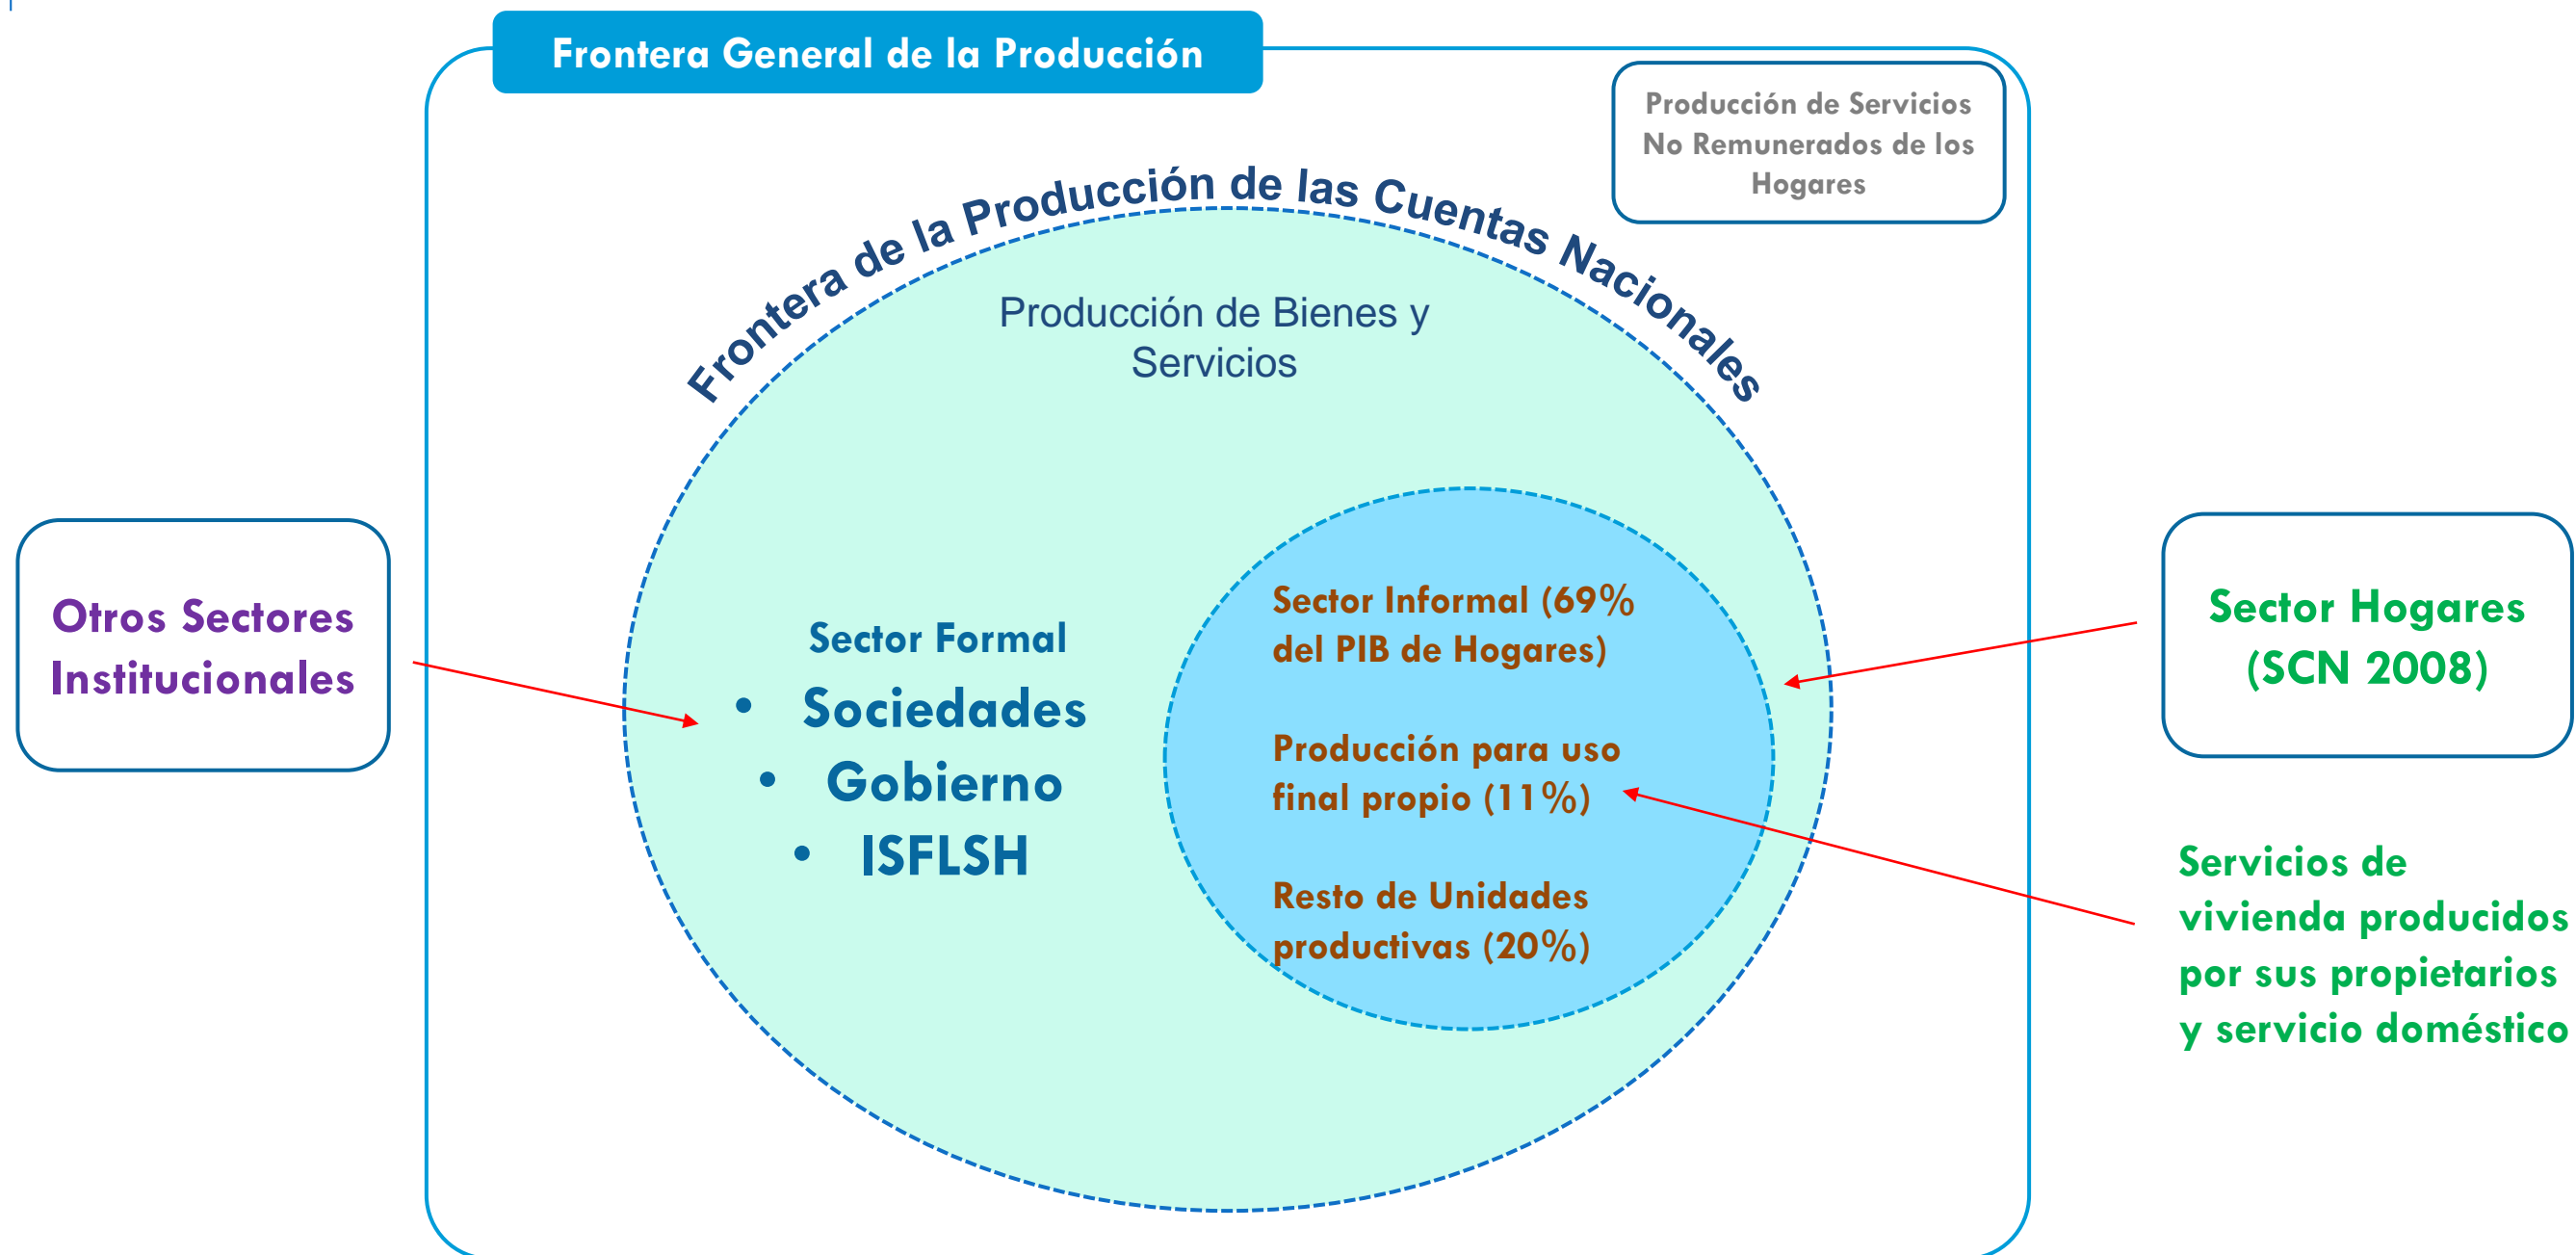 Frontera General de la Producción
Producción de Servicios
No Remunerados de los
Hogares
Frontera de la Producción de las Cuentas Nacionales
Producción de Bienes y
Servicios
Otros Sectores
Institucionales
Sector Formal
• Sociedades
• Gobierno
• ISFLSH
Sector Informal (69%
del PIB de Hogares)
Producción para uso
final propio (11%)
Resto de Unidades
productivas (20%)
Sector Hogares
(SCN 2008)
Servicios de
vivienda producidos
por sus propietarios
y servicio doméstico